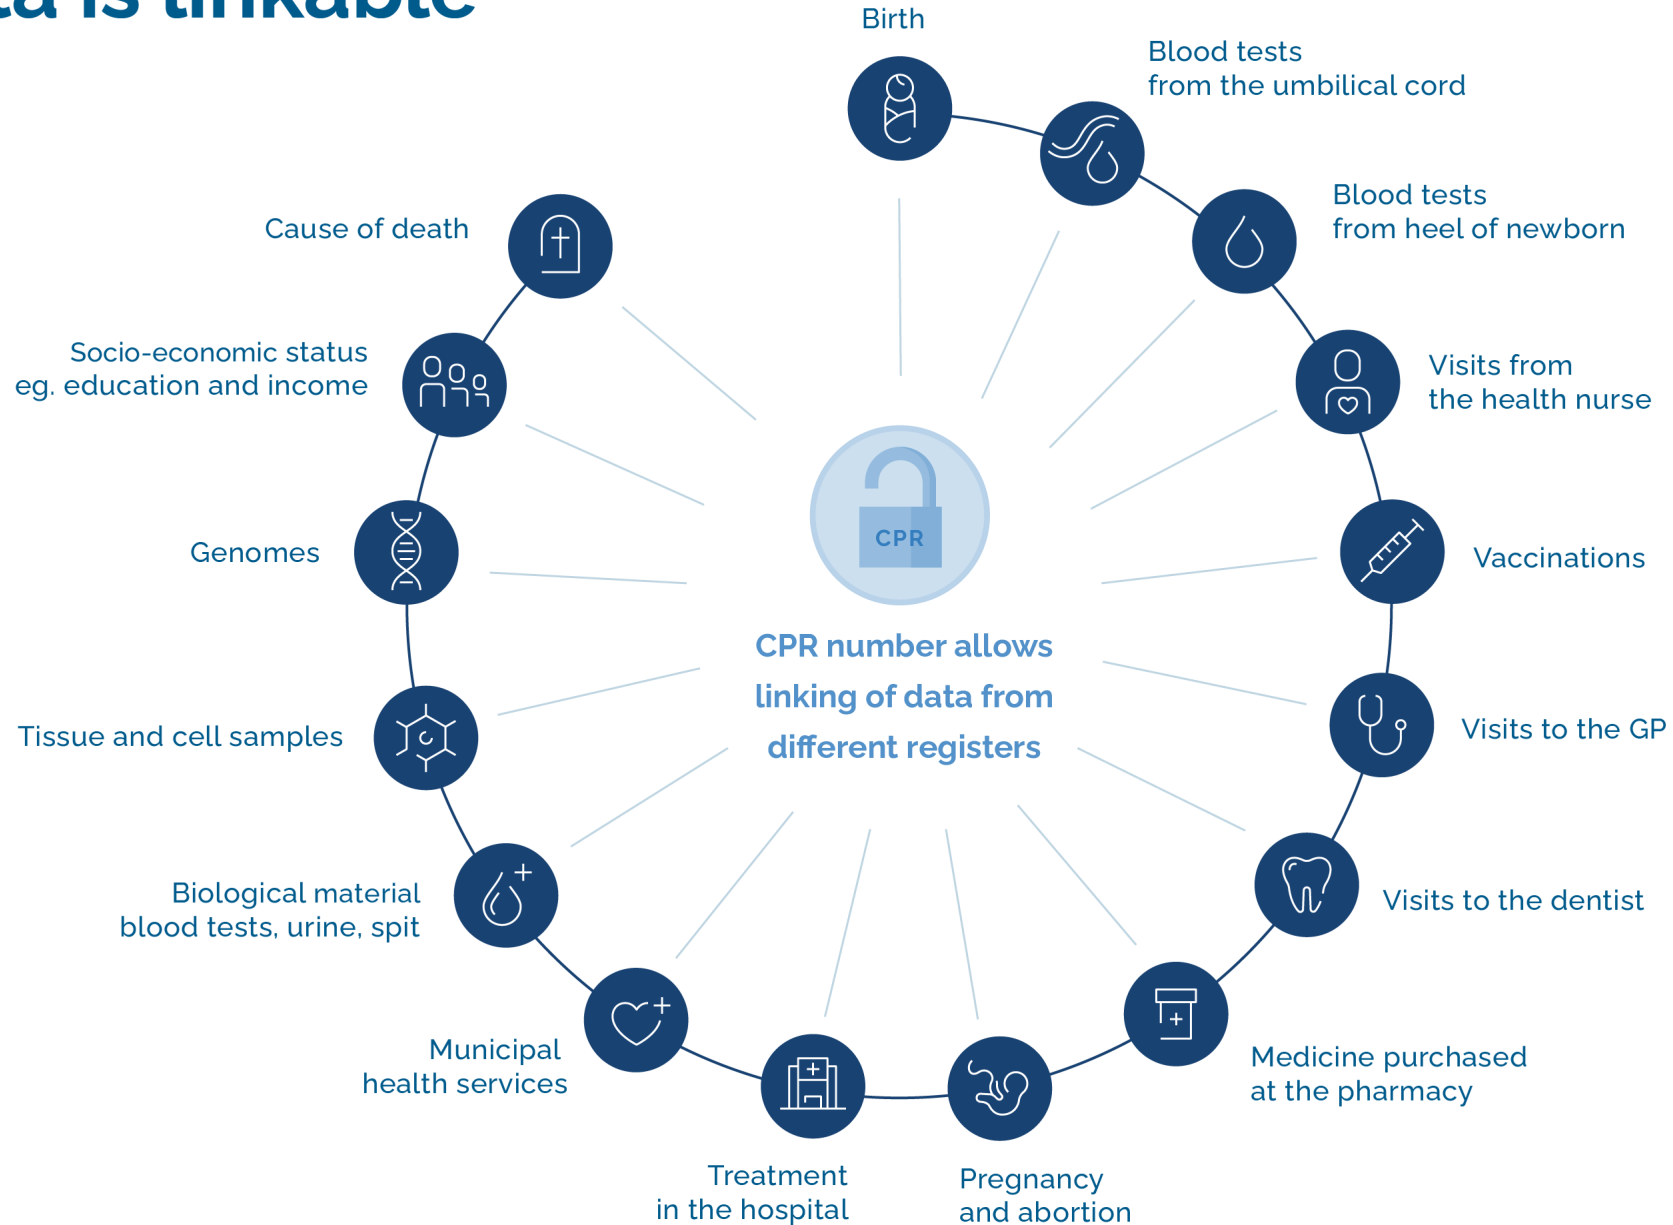 is linkable
Birth
Blood tests
from the umbilical cord
Blood tests
from heel of newborn
Visits from
the health nurse
Vaccinations
Visits to the GP
Visits to the dentist
Medicine purchased
at the pharmacy
Pregnancy
and abortion
Treatment
in the hospital
Municipal
health services
Biological material
blood tests, urine, spit
Tissue and cell samples
Genomes
Socio-economic status
eg. education and income
Cause of death
CPR
CPR number allows
linking of data from
different registers